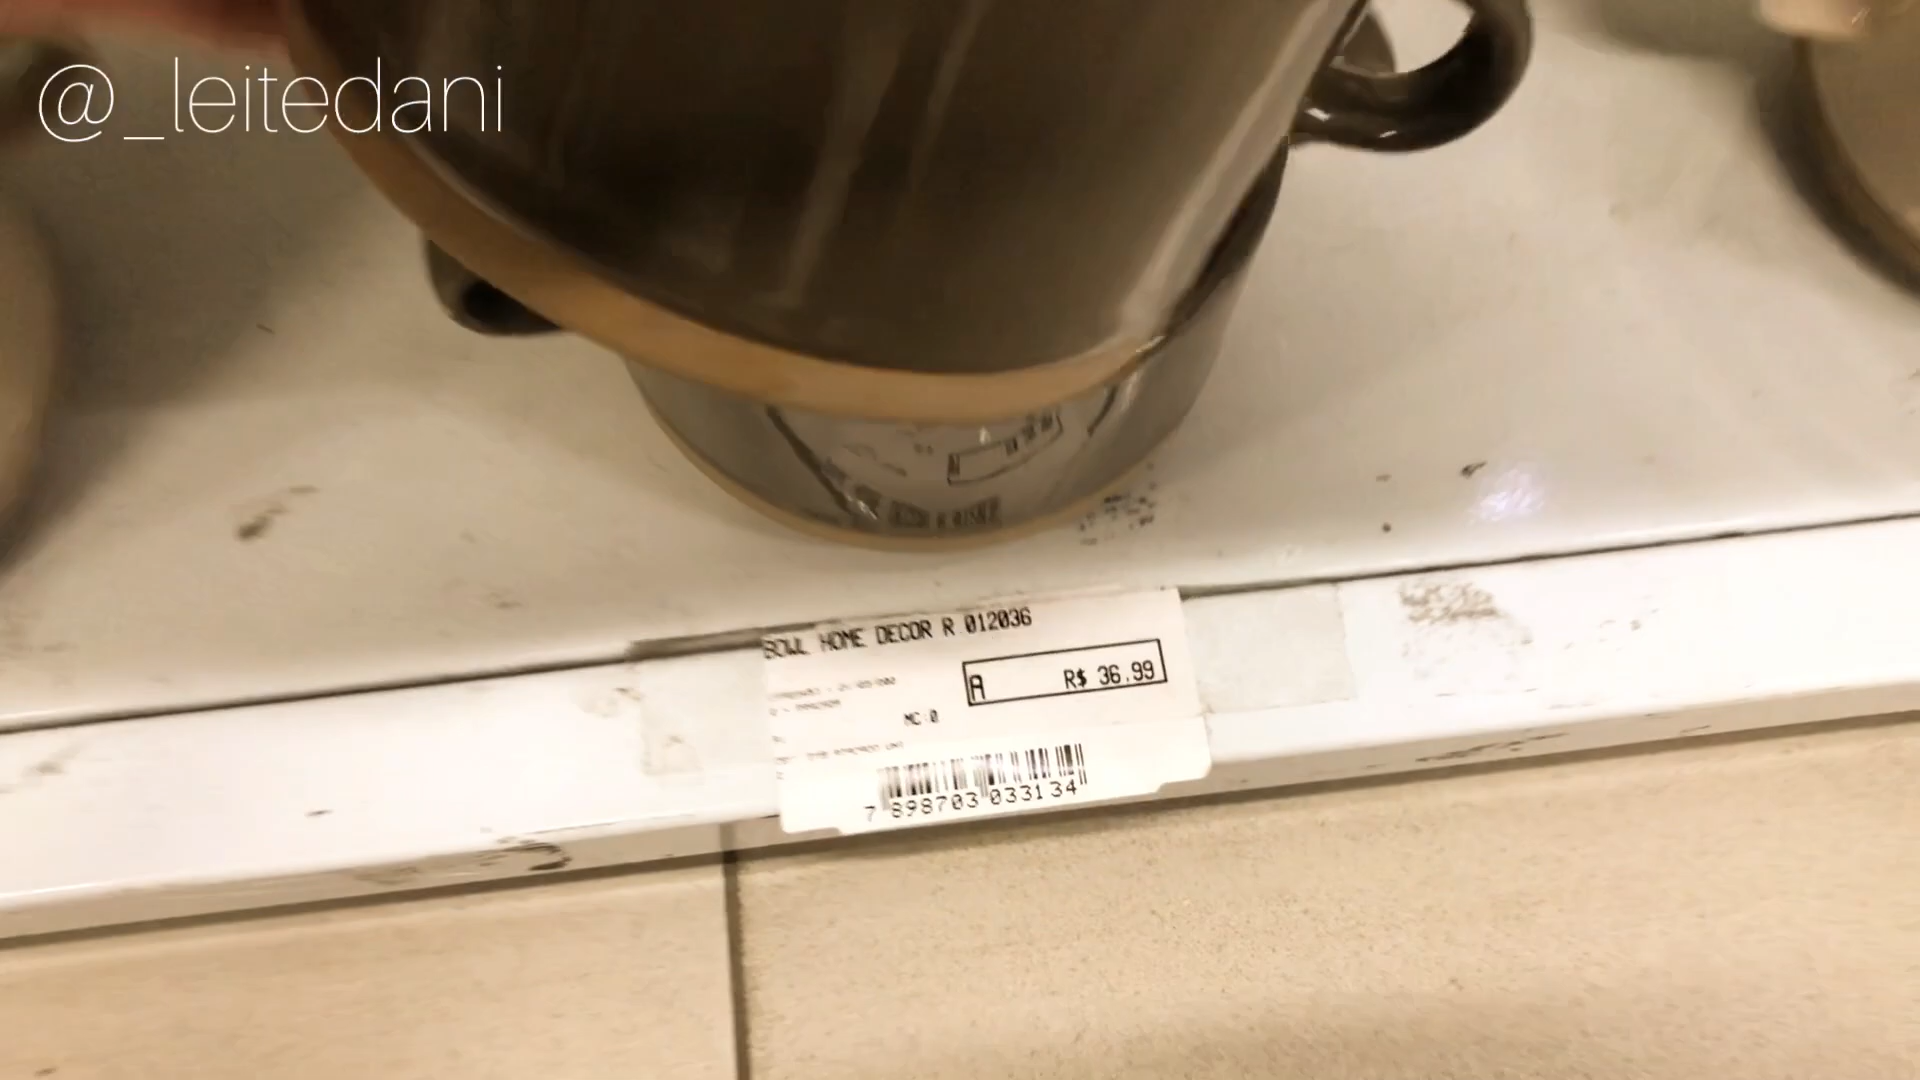 @_leitedani
BOWL HOME DECOR R 012036
A R$ 36.99
MC:0
7 898703 033134